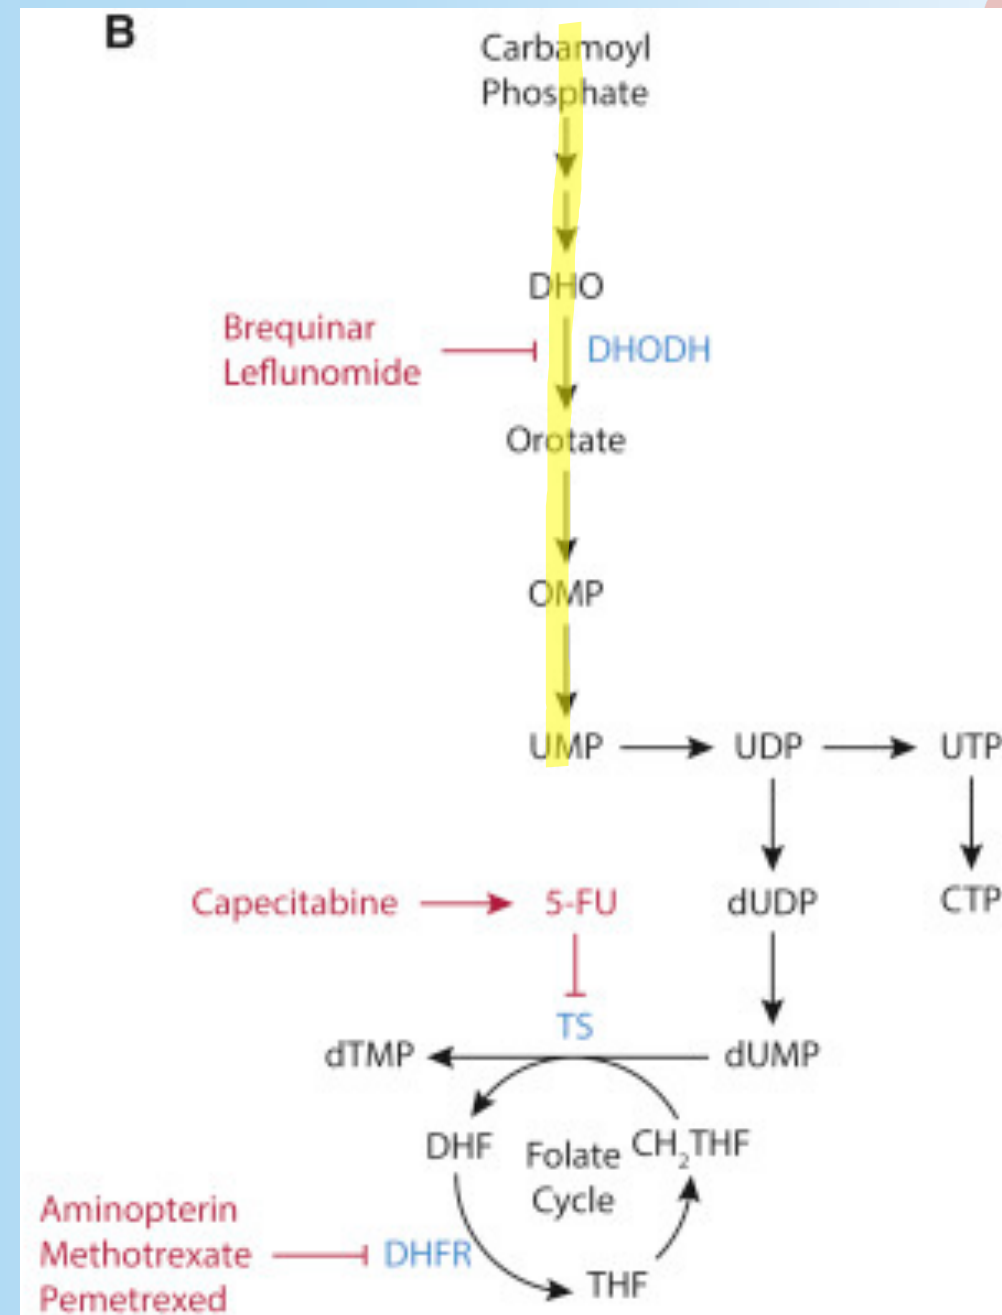 B
Carbamoyl
Phosphate
DHO
Brequinar
Leflunomide
DHODH
Orotate
OMP
UMP
UDP
UTP
Capecitabine
5-FU
dUDP
CTP
TS
dTMP
dUMP
DHF
Folate
Cycle
CH₂THF
Aminopterin
Methotrexate
Pemetrexed
DHFR
THF